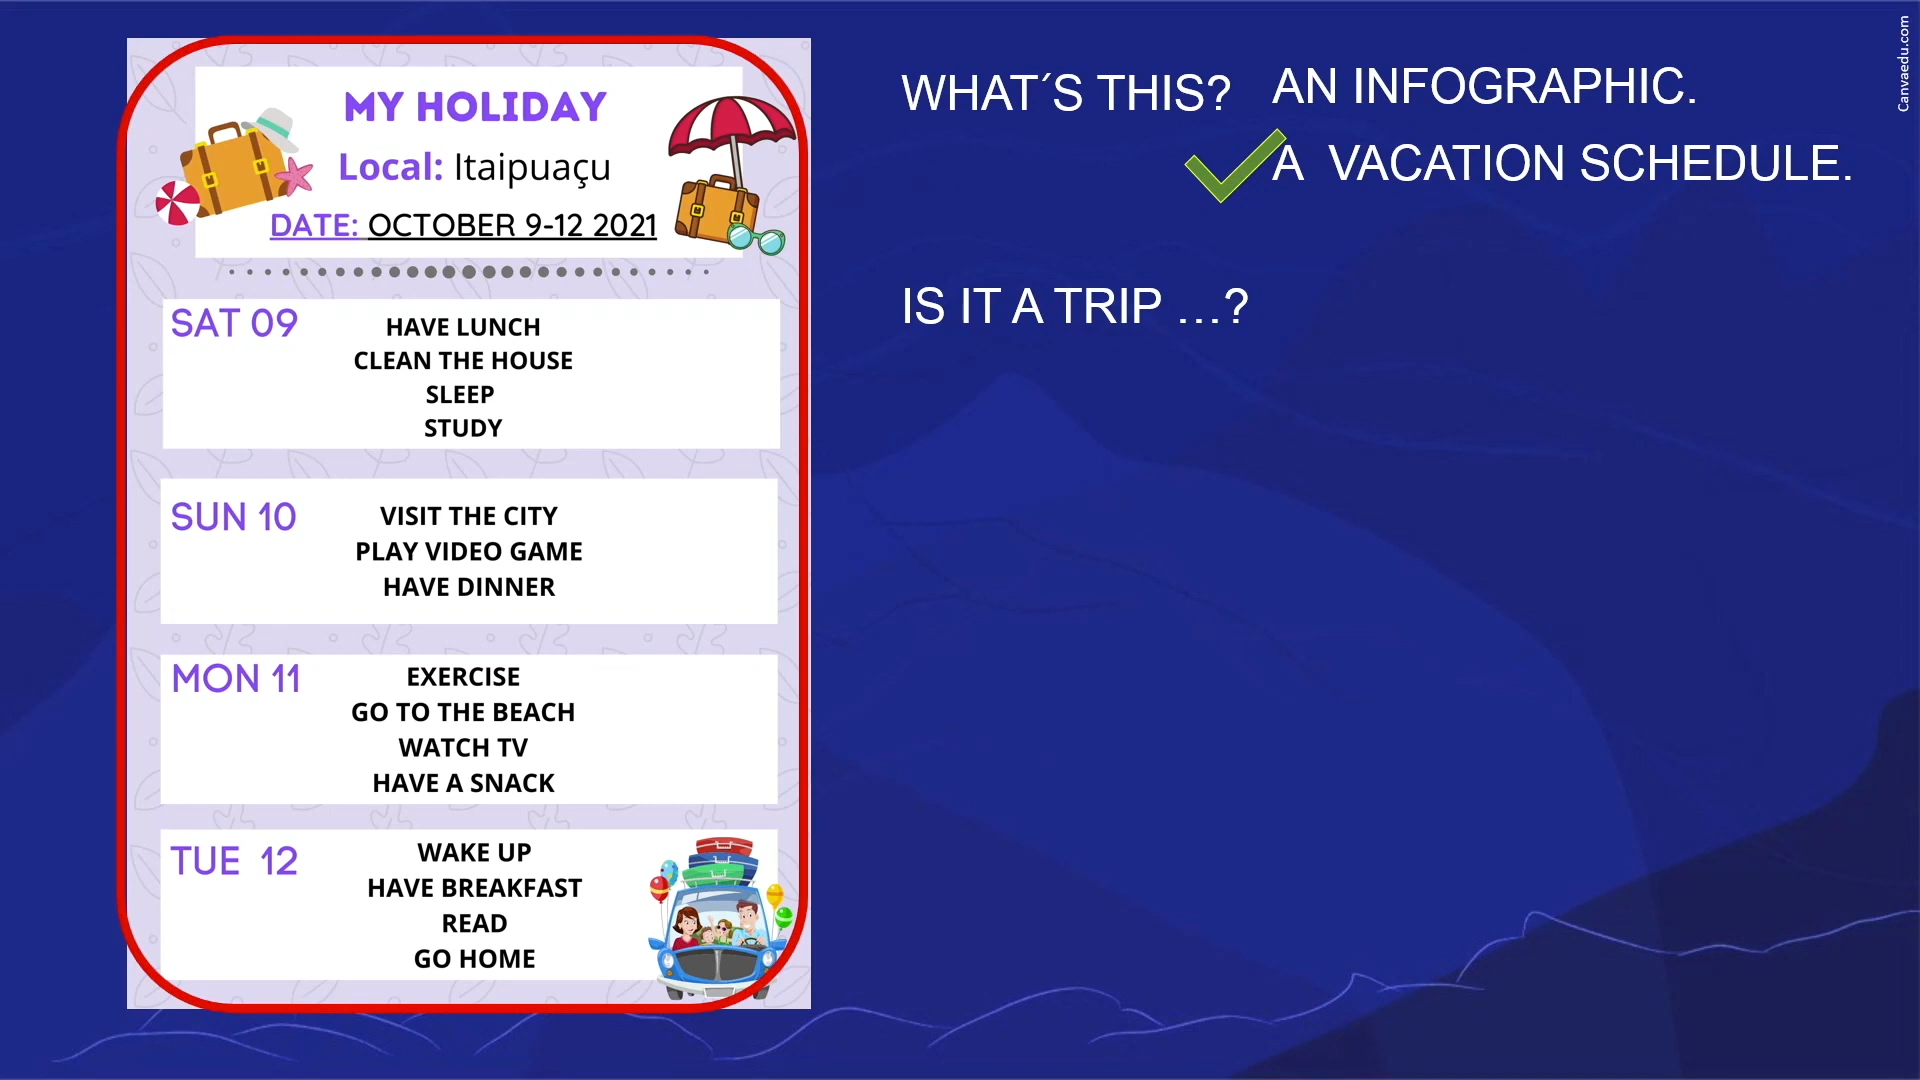 MY HOLIDAY
Local: Itaipuaçu
DATE: OCTOBER 9-12 2021
SAT 09
HAVE LUNCH
CLEAN THE HOUSE
SLEEP
STUDY
SUN 10
VISIT THE CITY
PLAY VIDEO GAME
HAVE DINNER
MON 11
EXERCISE
GO TO THE BEACH
WATCH TV
HAVE A SNACK
TUE 12
WAKE UP
HAVE BREAKFAST
READ
GO HOME
WHAT´S THIS?
AN INFOGRAPHIC.
A VACATION SCHEDULE.
IS IT A TRIP …?
Canvaedu.com